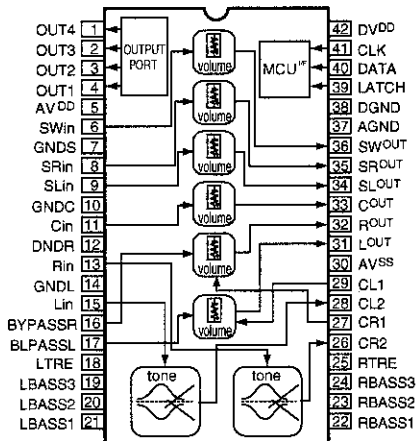 OUT4 1
OUT3 2
OUT2 3
OUT1 4
AVDD 5
SWin 6
GNDS 7
SRin 8
SLin 9
GNDC 10
Cin 11
DNDR 12
Rin 13
GNDL 14
Lin 15
BYPASSR 16
BLPASSL 17
LTRE 18
LBASS3 19
LBASS2 20
LBASS1 21
OUTPUT
PORT
volume
volume
volume
volume
volume
volume
tone
tone
MCU I/F
42 DVDD
41 CLK
40 DATA
39 LATCH
38 DGND
37 AGND
36 SWOUT
35 SROUT
34 SLOUT
33 COUT
32 ROUT
31 LOUT
30 AVSS
29 CL1
28 CL2
27 CR1
26 CR2
25 RTRE
24 RBASS3
23 RBASS2
22 RBASS1